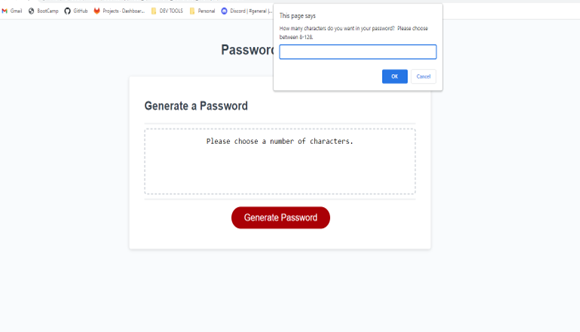 Gmail BootCamp GitHub Projects · Dashboar... DEV TOOLS Personal Discord | #general |...
This page says
How many characters do you want in your password? Please choose
between 8-128.
OK Cancel
Password
Generate a Password
Please choose a number of characters.
Generate Password